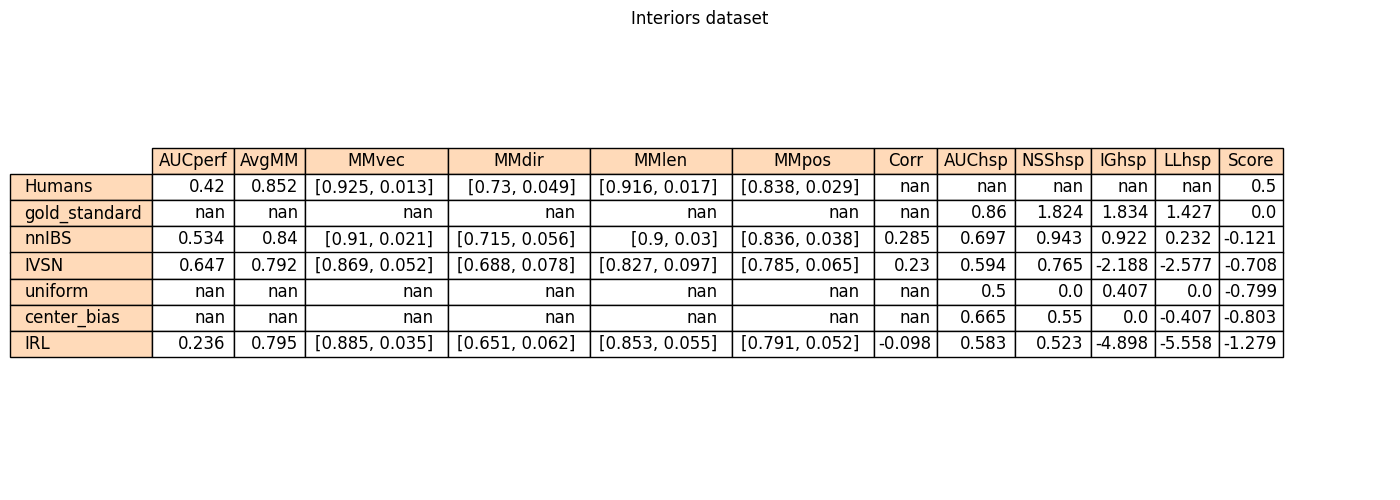 Interiors dataset
AUCperf AvgMM MMvec MMdir MMlen MMpos Corr AUChsp NSShsp IGhsp LLhsp Score
Humans 0.42 0.852 [0.925, 0.013] [0.73, 0.049] [0.916, 0.017] [0.838, 0.029] nan nan nan nan nan 0.5
gold_standard nan nan nan nan nan nan nan 0.86 1.824 1.834 1.427 0.0
nnIBS 0.534 0.84 [0.91, 0.021] [0.715, 0.056] [0.9, 0.03] [0.836, 0.038] 0.285 0.697 0.943 0.922 0.232 -0.121
IVSN 0.647 0.792 [0.869, 0.052] [0.688, 0.078] [0.827, 0.097] [0.785, 0.065] 0.23 0.594 0.765 -2.188 -2.577 -0.708
uniform nan nan nan nan nan nan nan 0.5 0.0 0.407 0.0 -0.799
center_bias nan nan nan nan nan nan nan 0.665 0.55 0.0 -0.407 -0.803
IRL 0.236 0.795 [0.885, 0.035] [0.651, 0.062] [0.853, 0.055] [0.791, 0.052] -0.098 0.583 0.523 -4.898 -5.558 -1.279